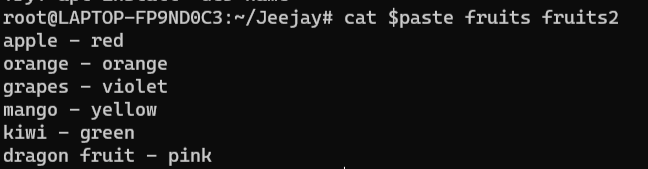 root@LAPTOP-FP9ND0C3:~/Jeejay# cat $paste fruits fruits2
apple - red
orange - orange
grapes - violet
mango - yellow
kiwi - green
dragon fruit - pink